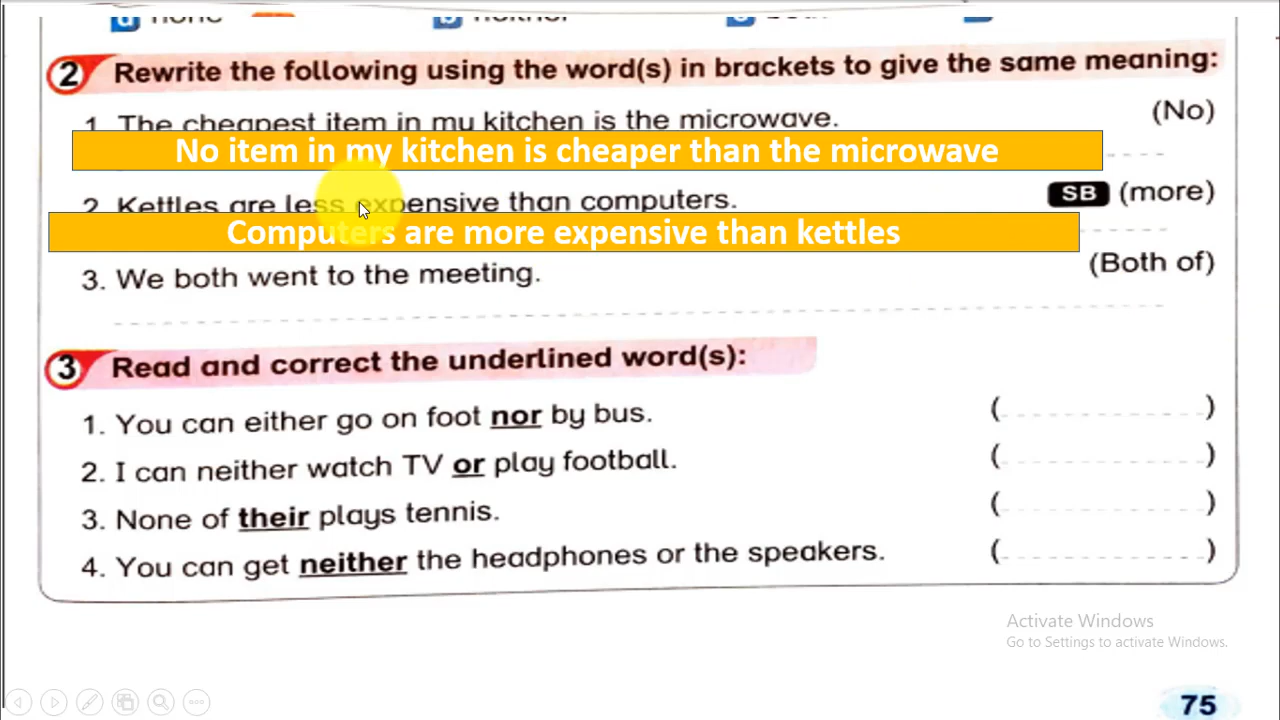 none neither
2 Rewrite the following using the word(s) in brackets to give the same meaning:
1. The cheapest item in my kitchen is the microwave. (No)
No item in my kitchen is cheaper than the microwave
2. Kettles are less expensive than computers. SB (more)
Computers are more expensive than kettles
3. We both went to the meeting. (Both of)
3 Read and correct the underlined word(s):
1. You can either go on foot nor by bus. ( )
2. I can neither watch TV or play football. ( )
3. None of their plays tennis. ( )
4. You can get neither the headphones or the speakers. ( )
Activate Windows
Go to Settings to activate Windows.
75